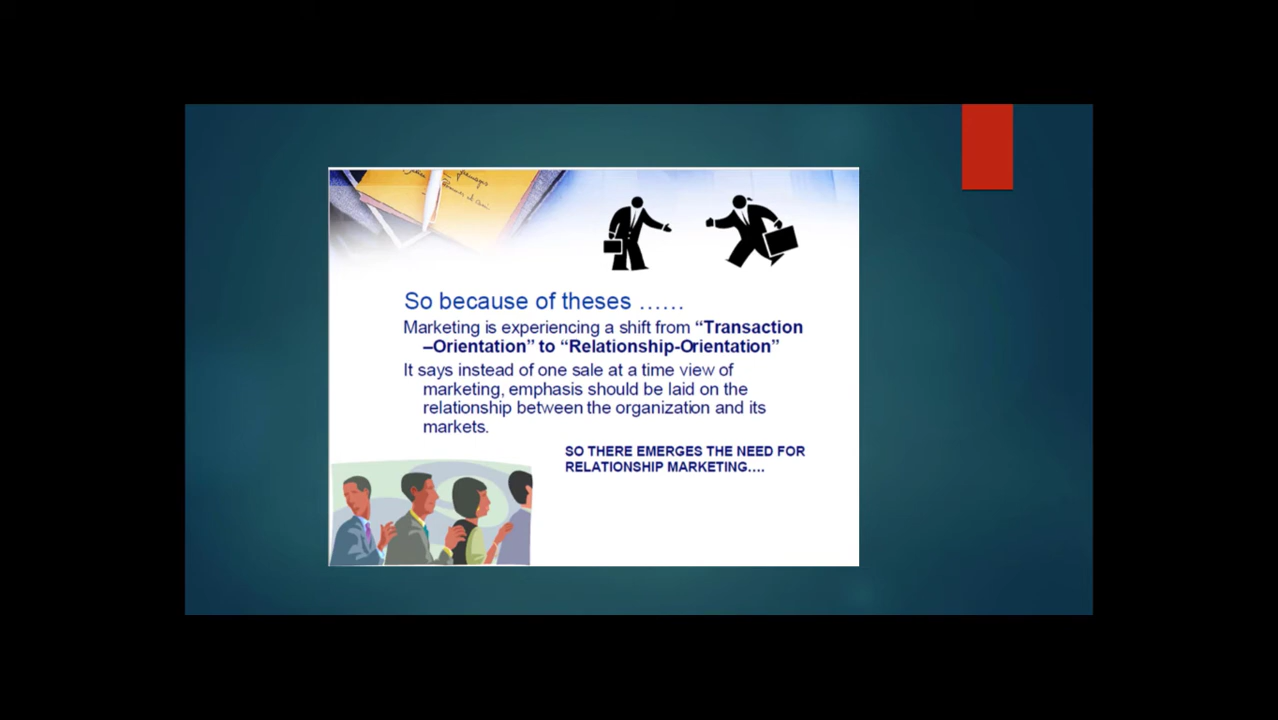 So because of theses ……
Marketing is experiencing a shift from “Transaction
–Orientation” to “Relationship-Orientation”
It says instead of one sale at a time view of
marketing, emphasis should be laid on the
relationship between the organization and its
markets.
SO THERE EMERGES THE NEED FOR
RELATIONSHIP MARKETING….